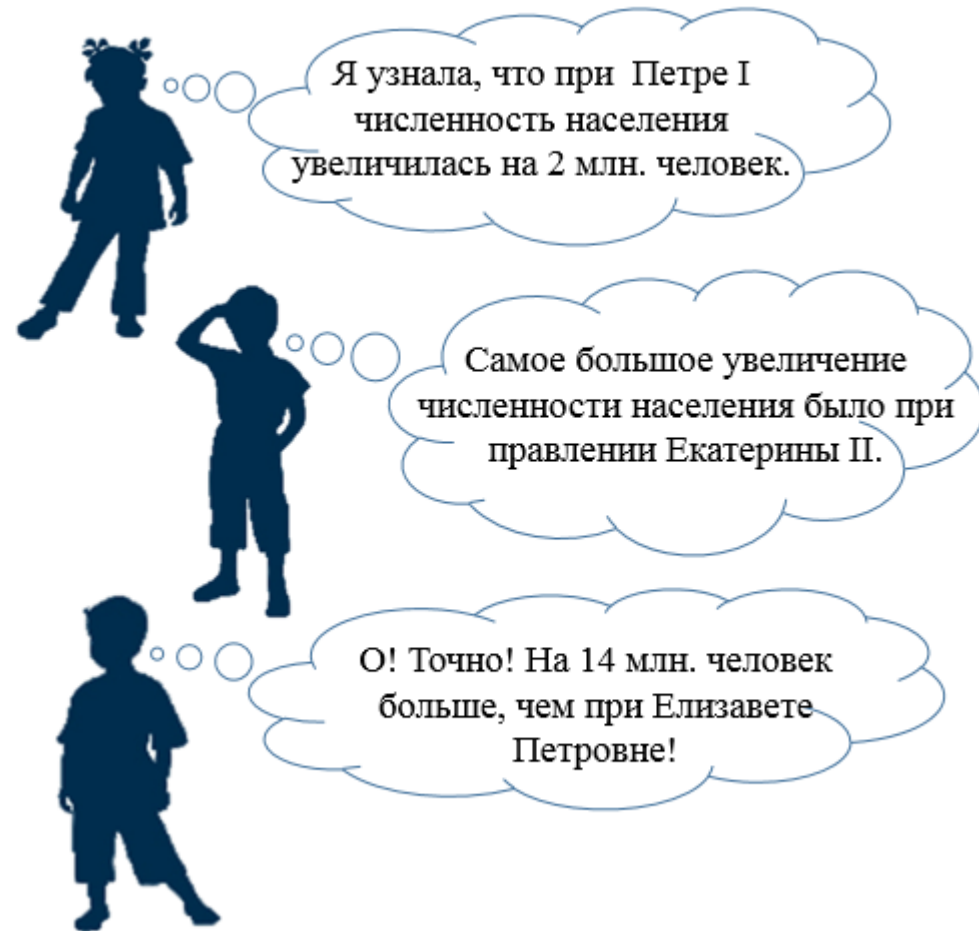 Я узнала, что при Петре I
численность населения
увеличилась на 2 млн. человек.
Самое большое увеличение
численности населения было при
правлении Екатерины II.
О! Точно! На 14 млн. человек
больше, чем при Елизавете
Петровне!